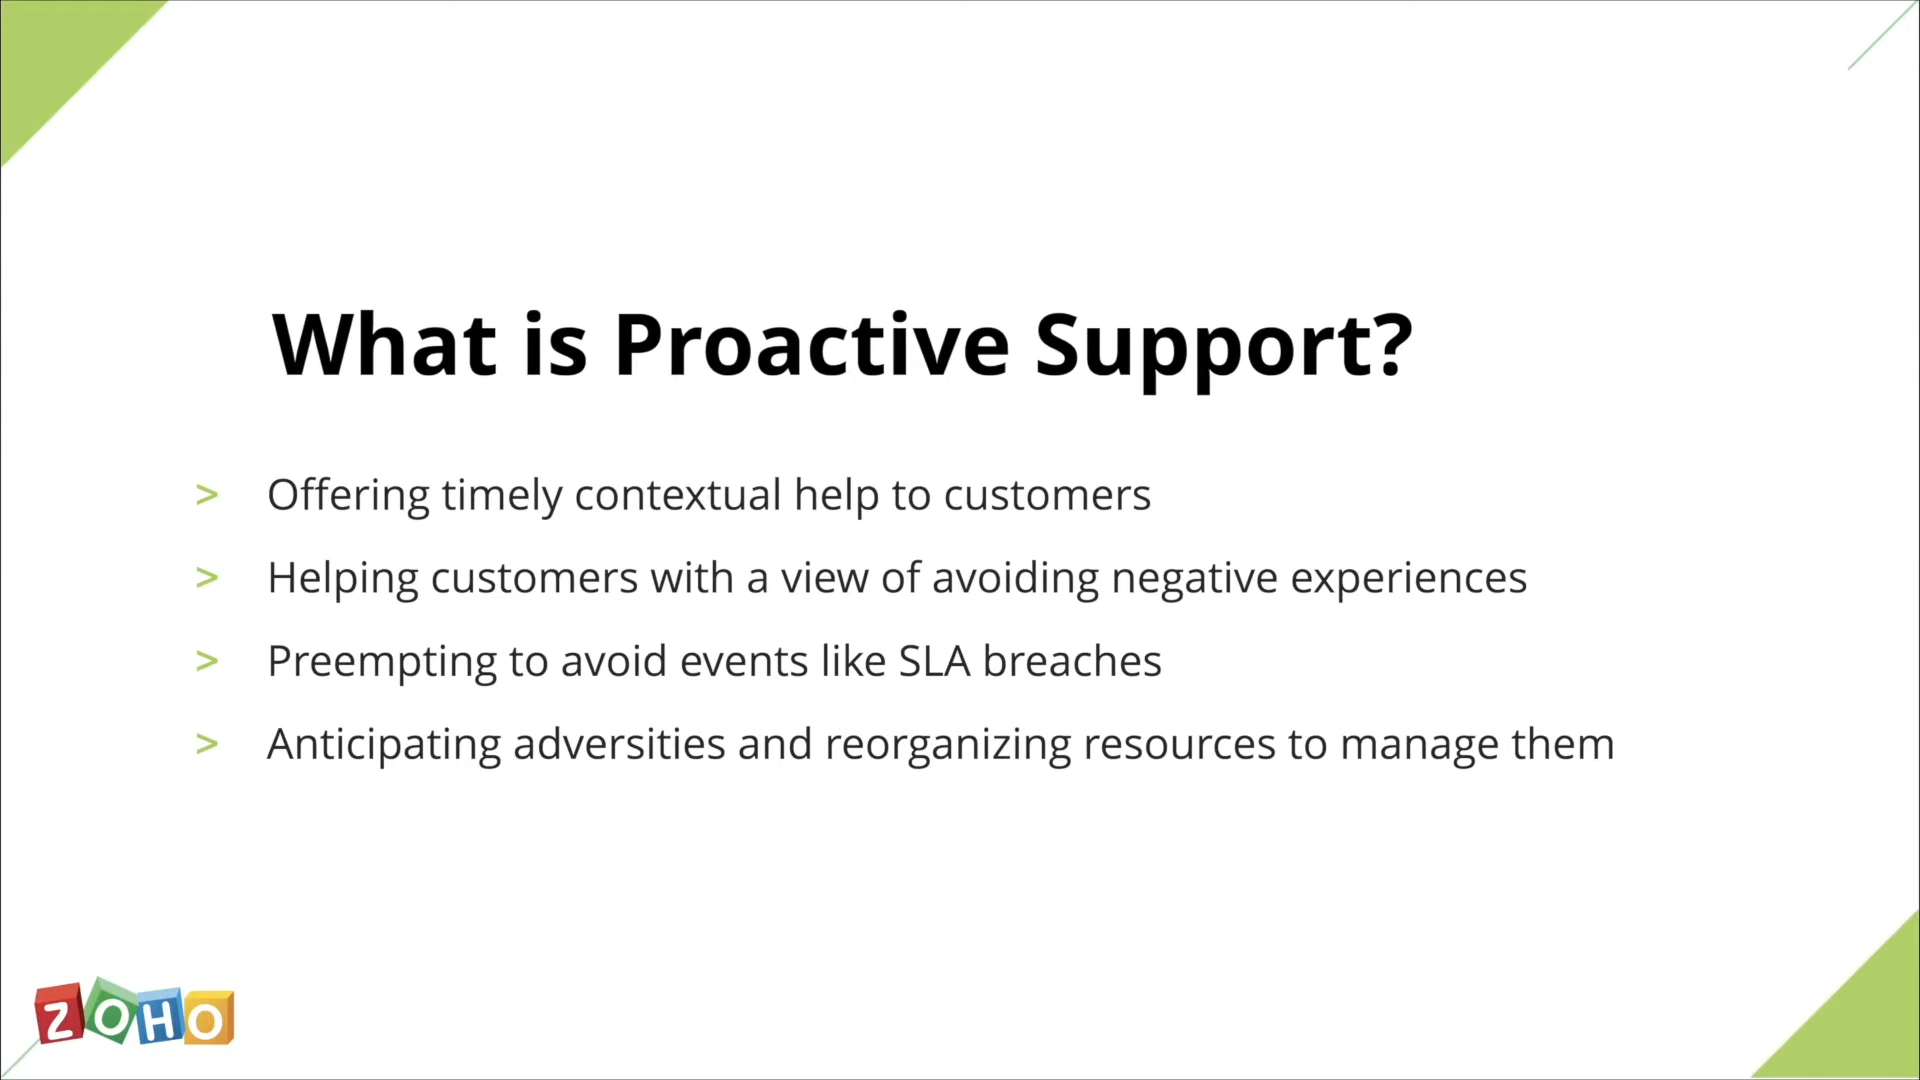 What is Proactive Support?
> Offering timely contextual help to customers
> Helping customers with a view of avoiding negative experiences
> Preempting to avoid events like SLA breaches
> Anticipating adversities and reorganizing resources to manage them
ZOHO